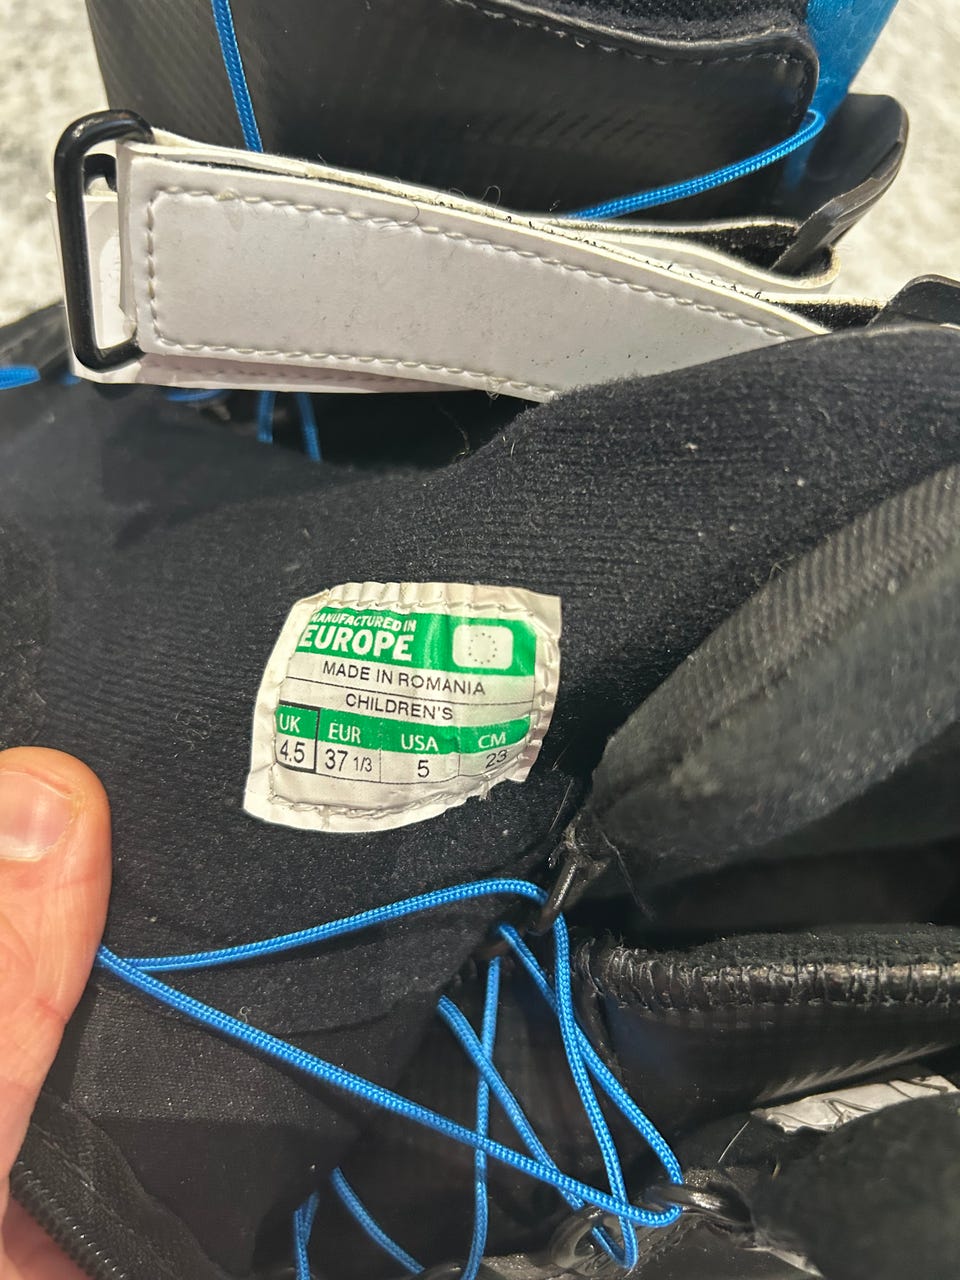 MANUFACTURED IN
EUROPE
MADE IN ROMANIA
CHILDREN'S
UK EUR USA CM
4.5 37 1/3 5 23